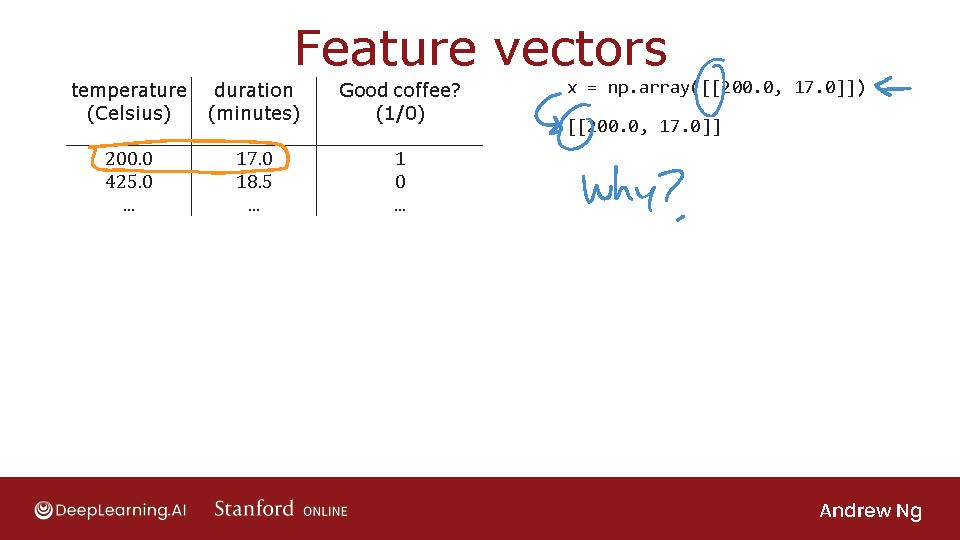 Feature vectors
temperature (Celsius) duration (minutes) Good coffee? (1/0)
200.0 17.0 1
425.0 18.5 0
... ... ...
x = np.array([[200.0, 17.0]])
[[200.0, 17.0]]
Why?
DeepLearning.AI Stanford ONLINE Andrew Ng